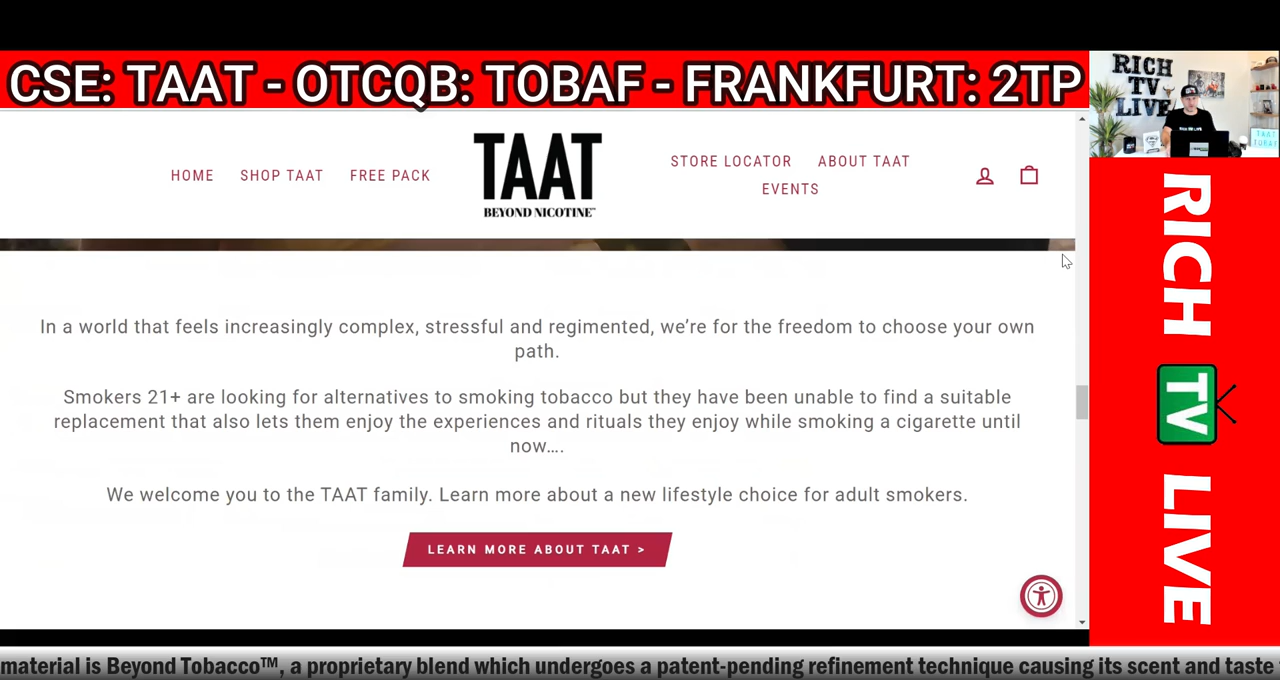 CSE: TAAT - OTCQB: TOBAF - FRANKFURT: 2TP
RICH
TV
LIVE
TAAT
HOME
SHOP TAAT
FREE PACK
TAAT
BEYOND NICOTINE™
STORE LOCATOR
ABOUT TAAT
EVENTS
In a world that feels increasingly complex, stressful and regimented, we’re for the freedom to choose your own
path.
Smokers 21+ are looking for alternatives to smoking tobacco but they have been unable to find a suitable
replacement that also lets them enjoy the experiences and rituals they enjoy while smoking a cigarette until
now….
We welcome you to the TAAT family. Learn more about a new lifestyle choice for adult smokers.
LEARN MORE ABOUT TAAT >
RICH
TV
LIVE
material is Beyond Tobacco™, a proprietary blend which undergoes a patent-pending refinement technique causing its scent and taste